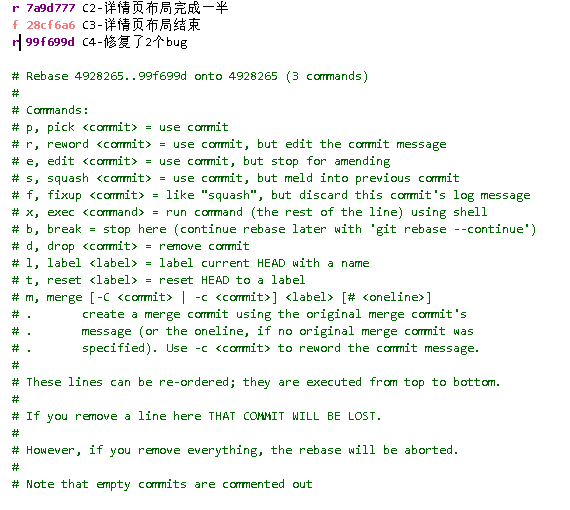 r 7a9d777 C2-详情页布局完成一半
f 28cf6a6 C3-详情页布局结束
r 99f699d C4-修复了2个bug
# Rebase 4928265..99f699d onto 4928265 (3 commands)
#
# Commands:
# p, pick <commit> = use commit
# r, reword <commit> = use commit, but edit the commit message
# e, edit <commit> = use commit, but stop for amending
# s, squash <commit> = use commit, but meld into previous commit
# f, fixup <commit> = like "squash", but discard this commit's log message
# x, exec <command> = run command (the rest of the line) using shell
# b, break = stop here (continue rebase later with 'git rebase --continue')
# d, drop <commit> = remove commit
# l, label <label> = label current HEAD with a name
# t, reset <label> = reset HEAD to a label
# m, merge [-C <commit> | -c <commit>] <label> [# <oneline>]
# .       create a merge commit using the original merge commit's
# .       message (or the oneline, if no original merge commit was
# .       specified). Use -c <commit> to reword the commit message.
#
# These lines can be re-ordered; they are executed from top to bottom.
#
# If you remove a line here THAT COMMIT WILL BE LOST.
#
# However, if you remove everything, the rebase will be aborted.
#
# Note that empty commits are commented out